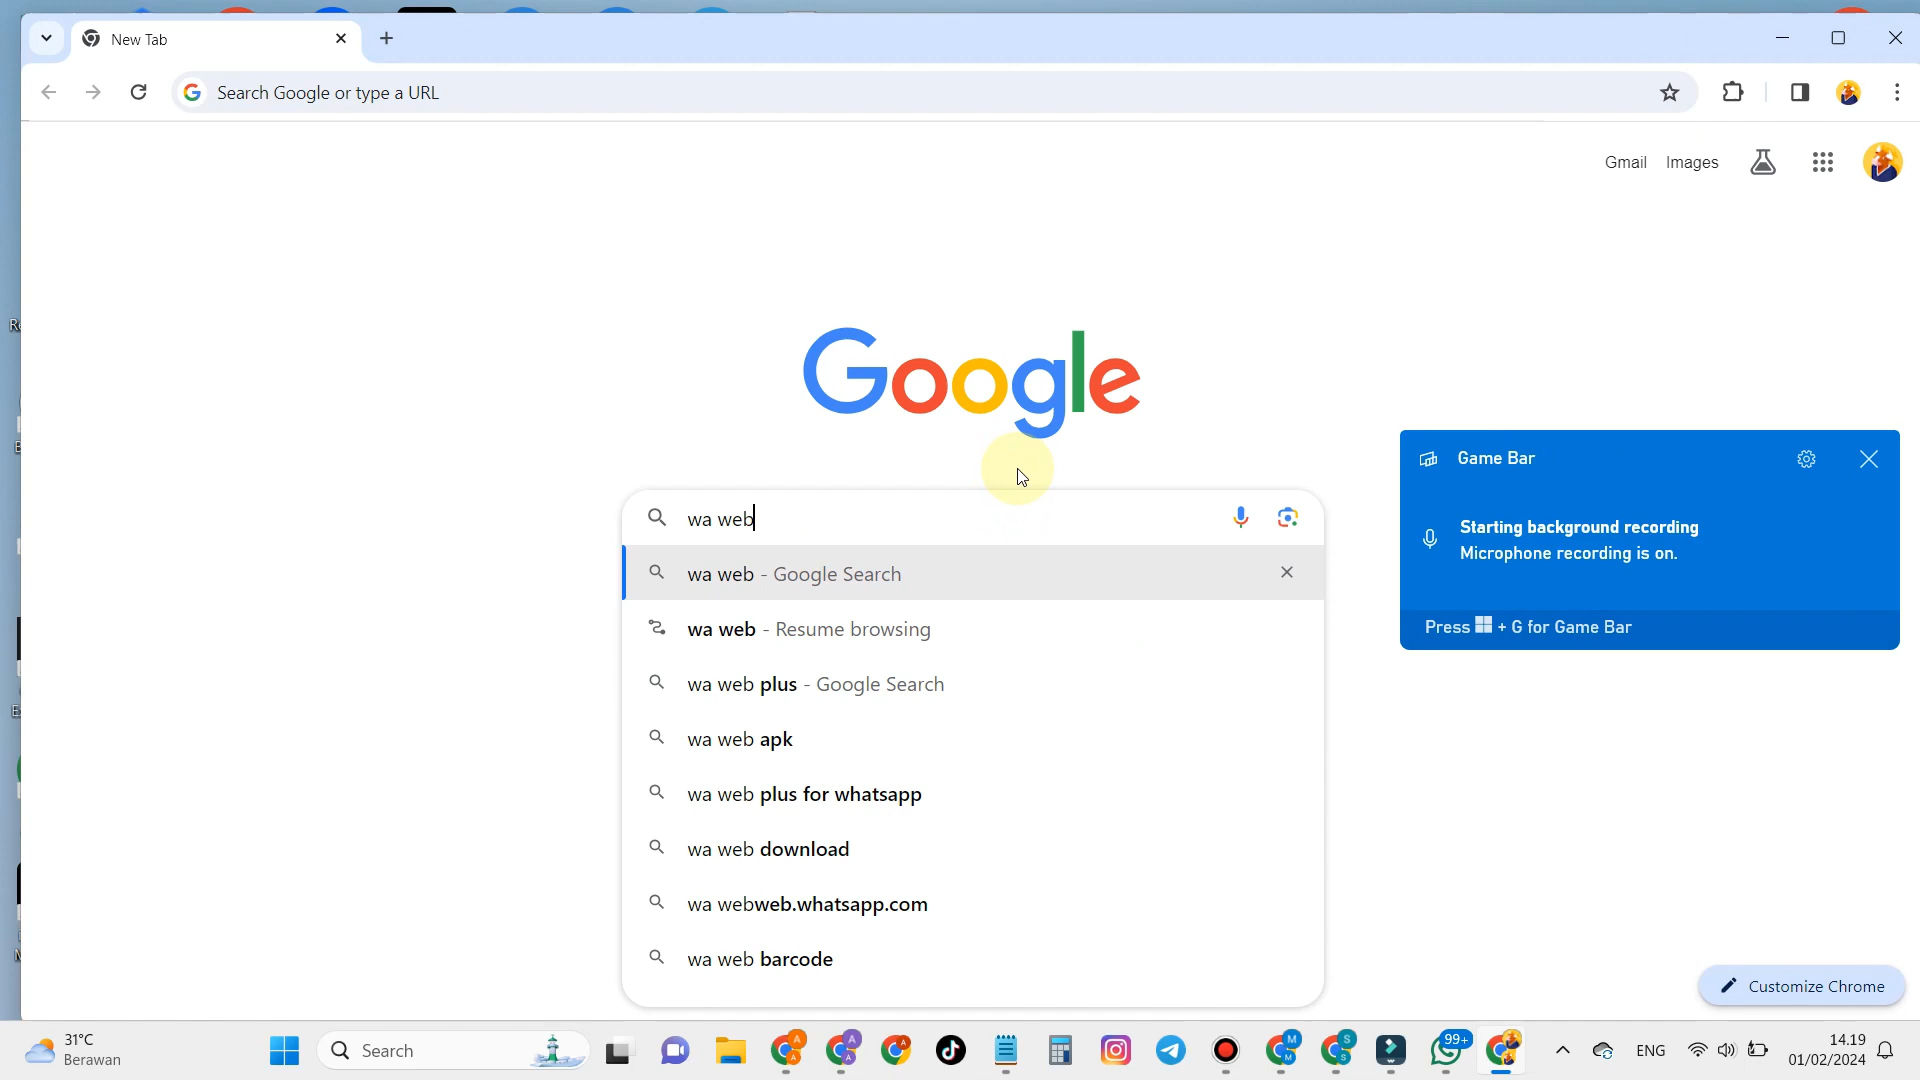 New Tab
Search Google or type a URL
Gmail Images
Google
wa web
wa web - Google Search
wa web - Resume browsing
wa web plus - Google Search
wa web apk
wa web plus for whatsapp
wa web download
wa webweb.whatsapp.com
wa web barcode
Game Bar
Starting background recording
Microphone recording is on.
Press + G for Game Bar
Customize Chrome
31°C
Berawan
Search
99+
ENG
14.19
01/02/2024